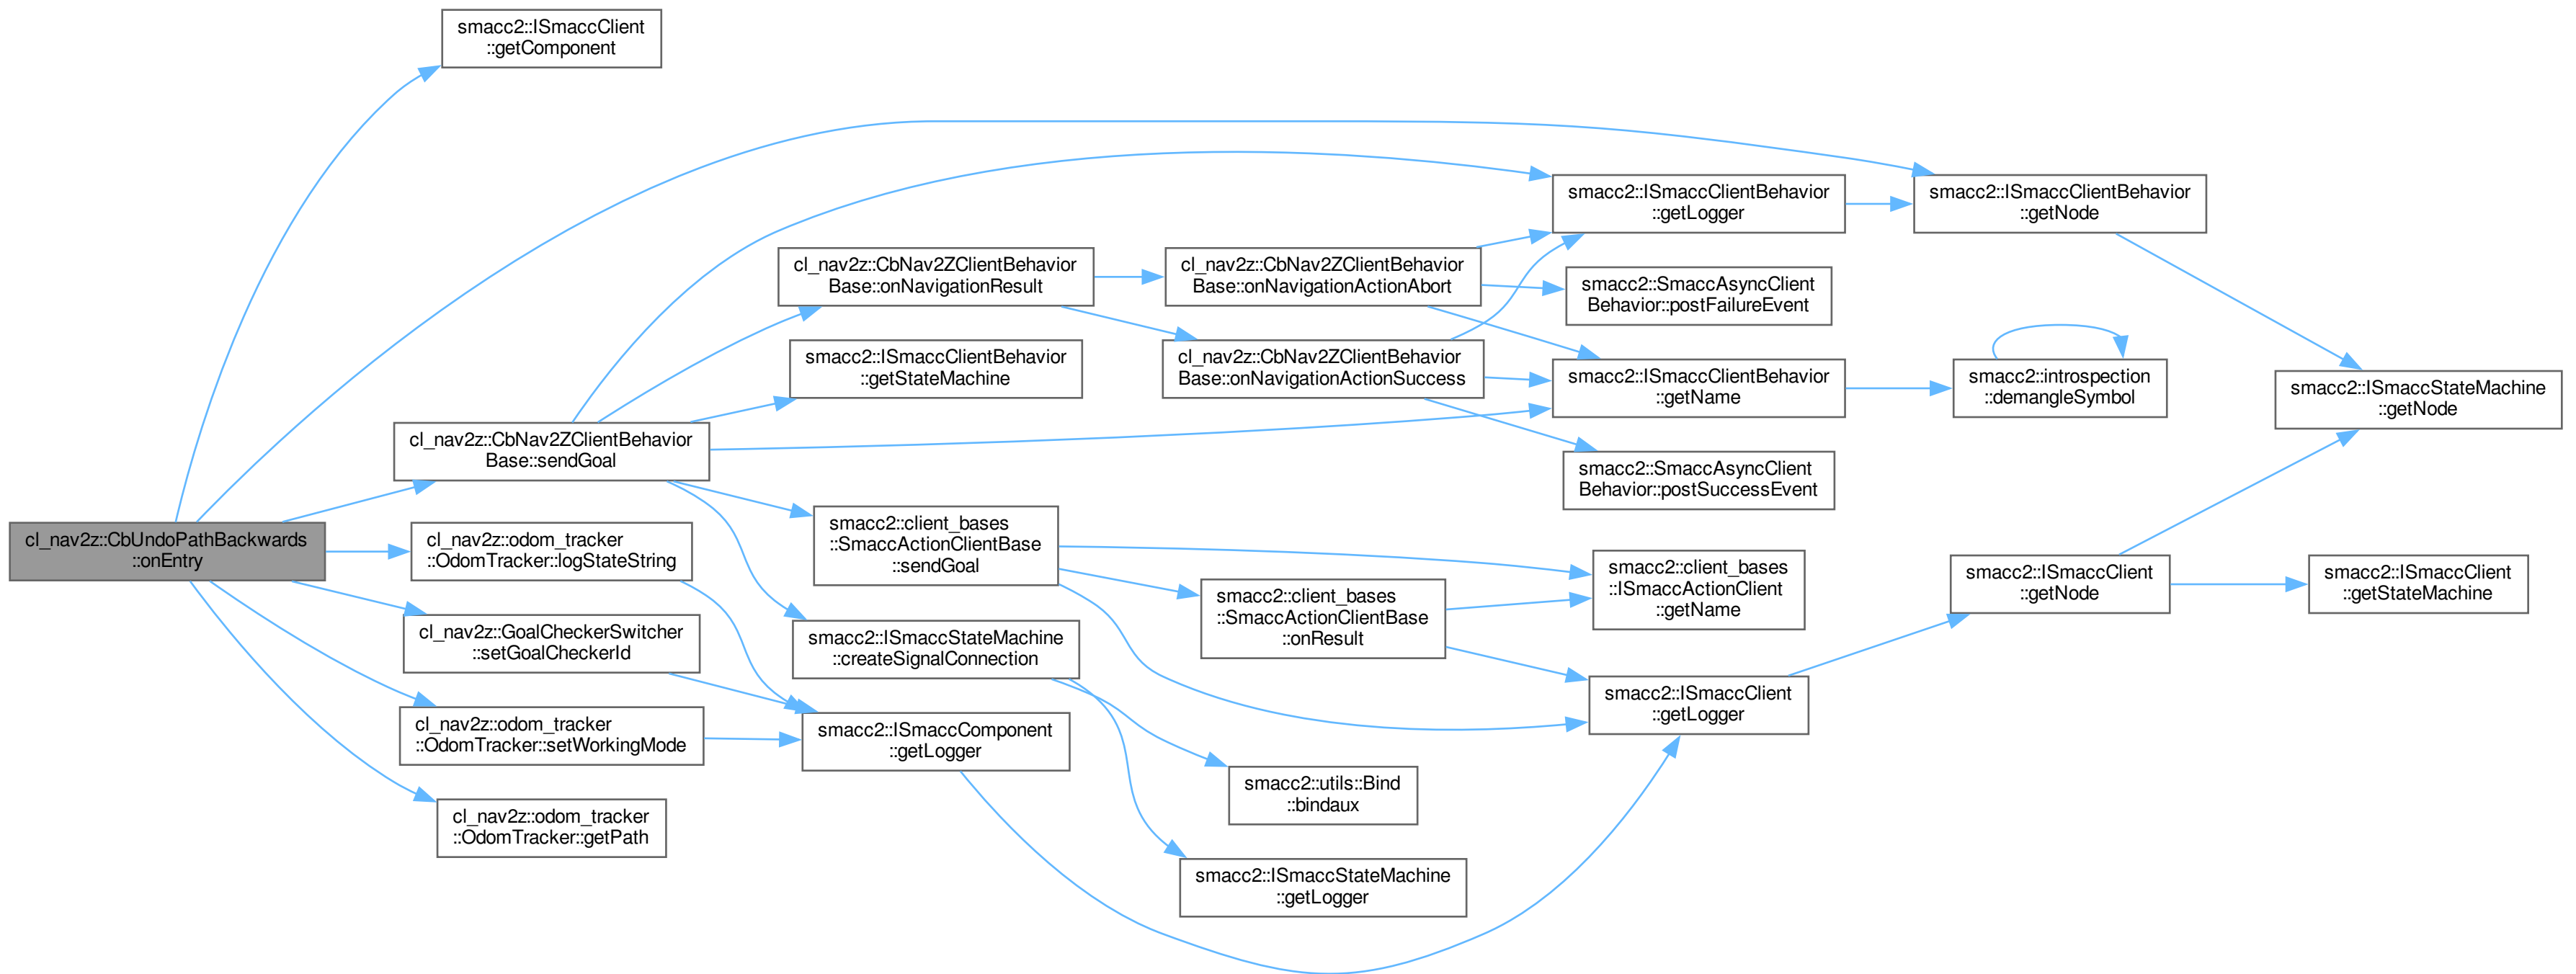 smacc2::ISmaccClient
::getComponent
smacc2::ISmaccClientBehavior
::getLogger
smacc2::ISmaccClientBehavior
::getNode
cl_nav2z::CbNav2ZClientBehavior
Base::onNavigationResult
cl_nav2z::CbNav2ZClientBehavior
Base::onNavigationActionAbort
smacc2::SmaccAsyncClient
Behavior::postFailureEvent
smacc2::ISmaccClientBehavior
::getStateMachine
cl_nav2z::CbNav2ZClientBehavior
Base::onNavigationActionSuccess
smacc2::ISmaccClientBehavior
::getName
smacc2::introspection
::demangleSymbol
smacc2::ISmaccStateMachine
::getNode
cl_nav2z::CbNav2ZClientBehavior
Base::sendGoal
smacc2::SmaccAsyncClient
Behavior::postSuccessEvent
cl_nav2z::CbUndoPathBackwards
::onEntry
cl_nav2z::odom_tracker
::OdomTracker::logStateString
smacc2::client_bases
::SmaccActionClientBase
::sendGoal
smacc2::client_bases
::SmaccActionClientBase
::onResult
smacc2::client_bases
::ISmaccActionClient
::getName
smacc2::ISmaccClient
::getNode
smacc2::ISmaccClient
::getStateMachine
cl_nav2z::GoalCheckerSwitcher
::setGoalCheckerId
smacc2::ISmaccStateMachine
::createSignalConnection
smacc2::ISmaccClient
::getLogger
cl_nav2z::odom_tracker
::OdomTracker::setWorkingMode
smacc2::ISmaccComponent
::getLogger
smacc2::utils::Bind
::bindaux
cl_nav2z::odom_tracker
::OdomTracker::getPath
smacc2::ISmaccStateMachine
::getLogger